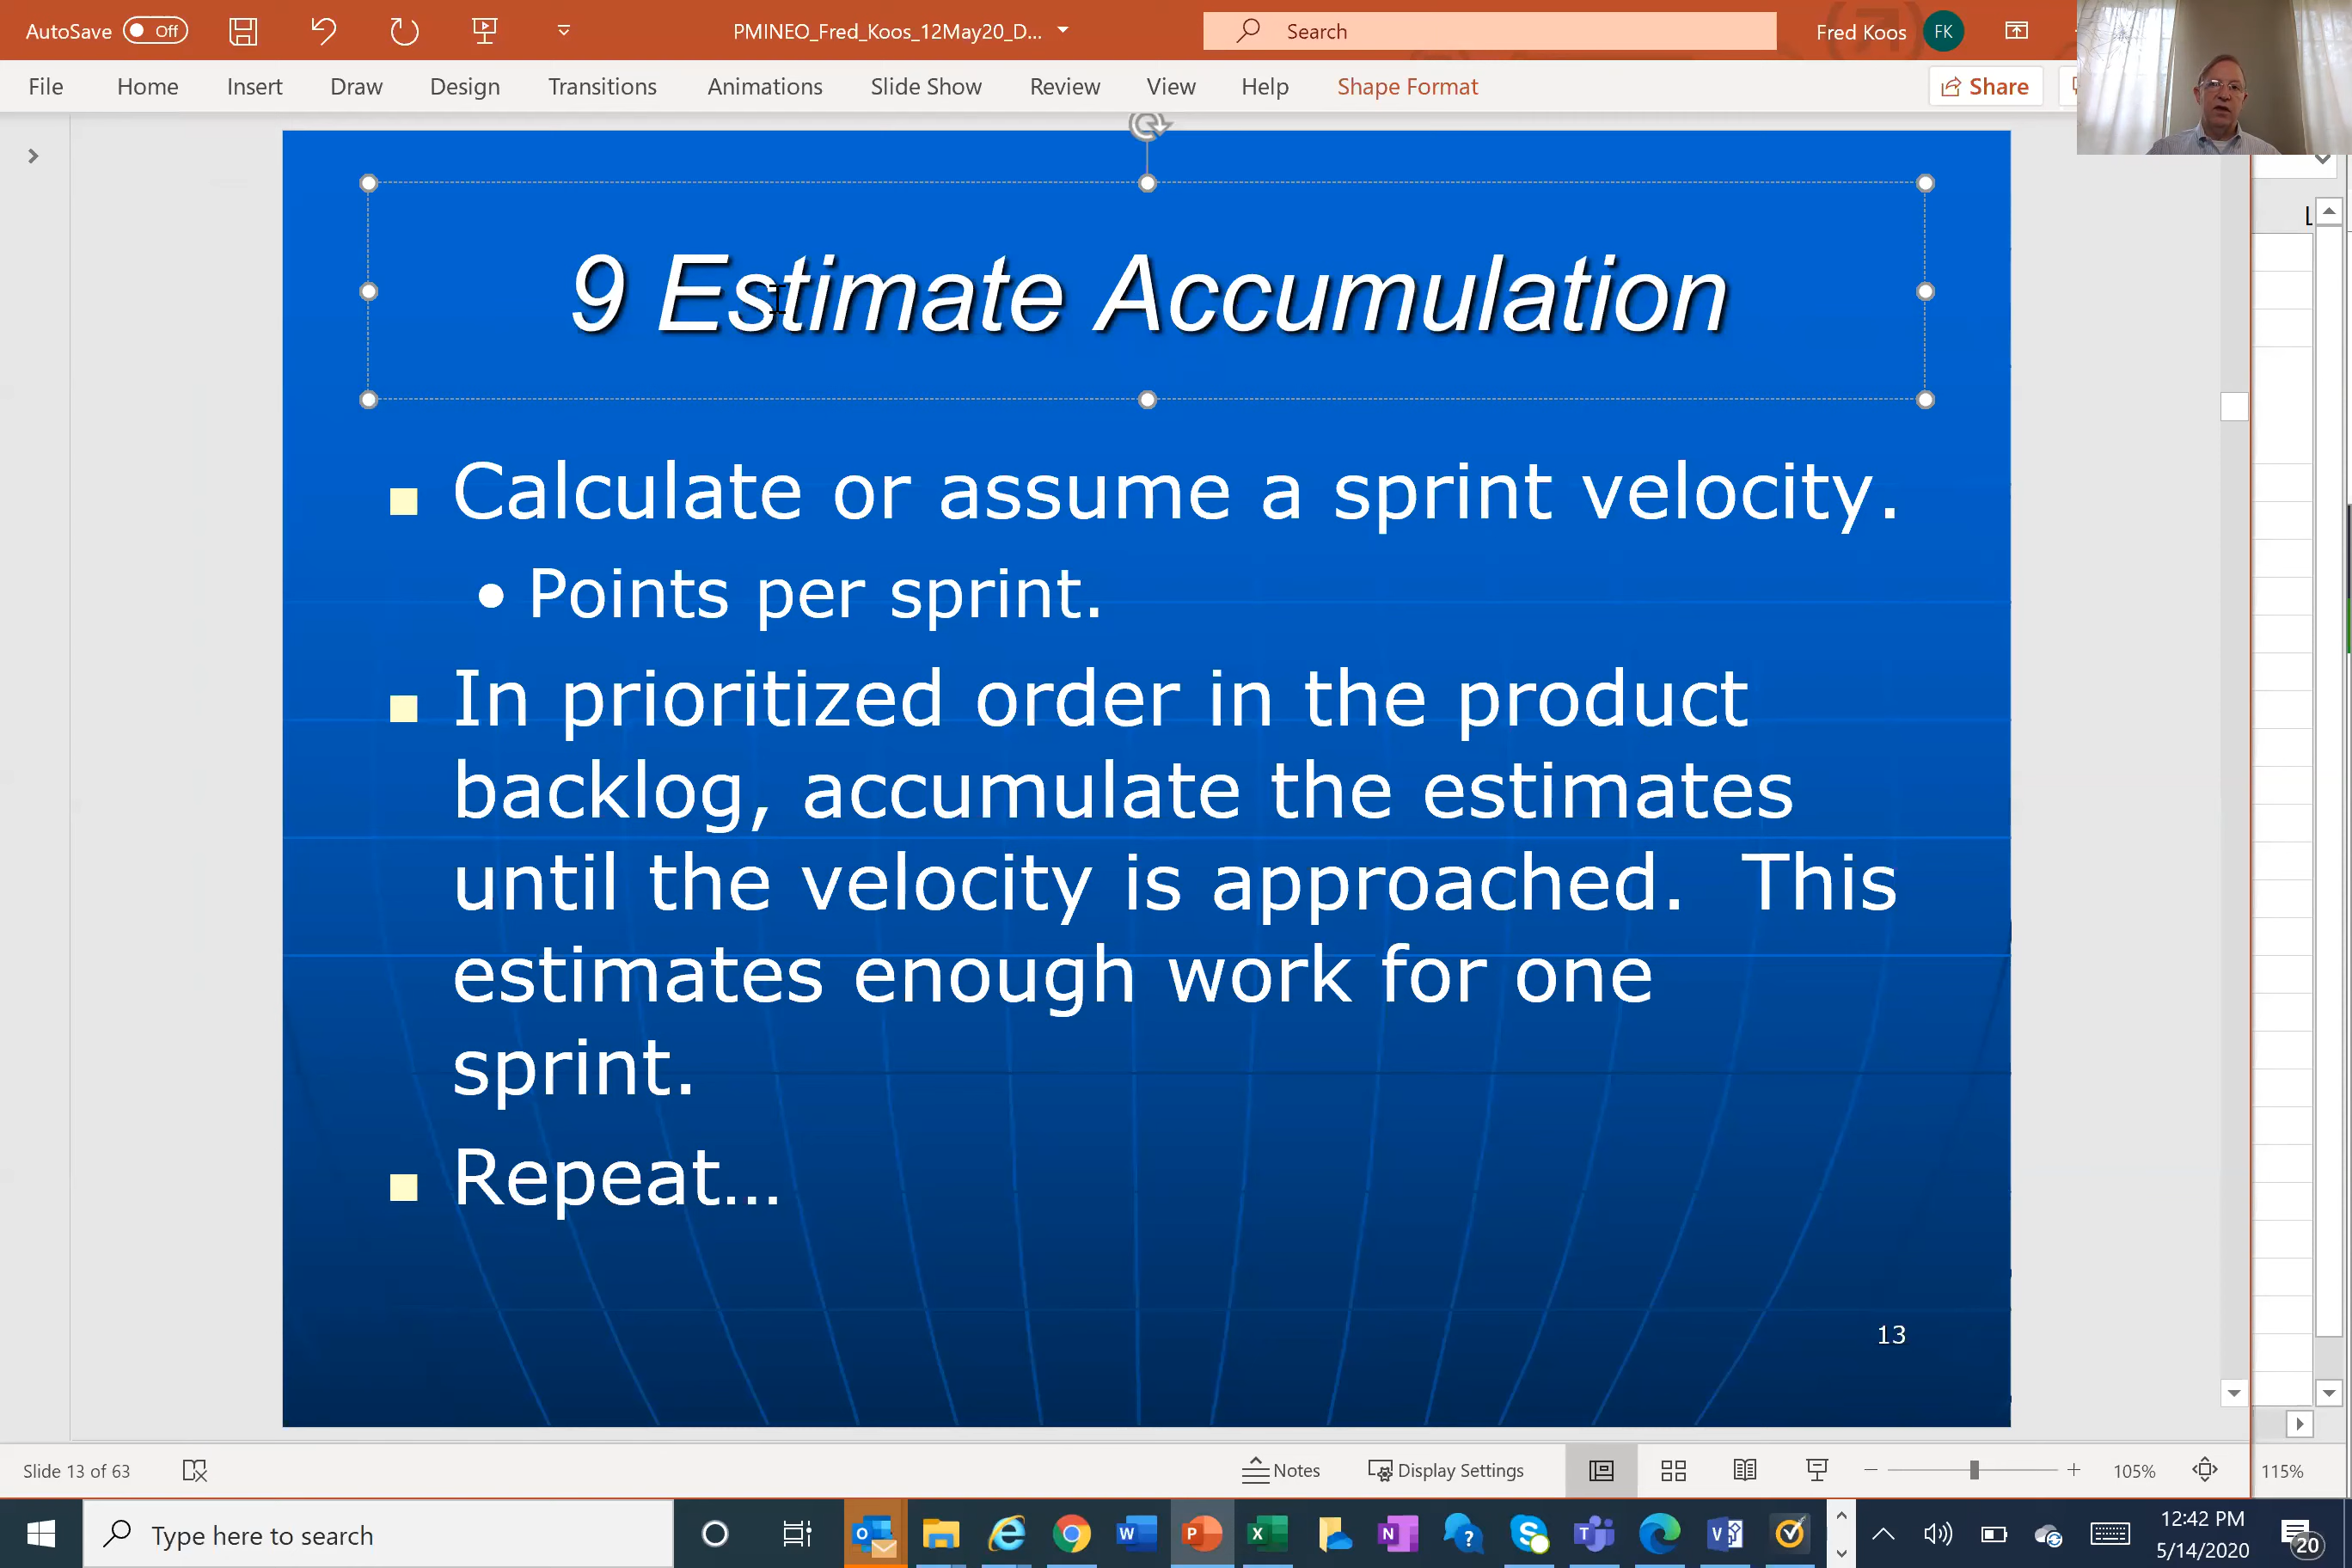 AutoSave Off
PMINEO_Fred_Koos_12May20_D...
Search
Fred Koos FK
File Home Insert Draw Design Transitions Animations Slide Show Review View Help Shape Format
Share
9 Estimate Accumulation
Calculate or assume a sprint velocity.
Points per sprint.
In prioritized order in the product
backlog, accumulate the estimates
until the velocity is approached.  This
estimates enough work for one
sprint.
Repeat...
13
Slide 13 of 63
Notes
Display Settings
105%
115%
Type here to search
12:42 PM
5/14/2020
20